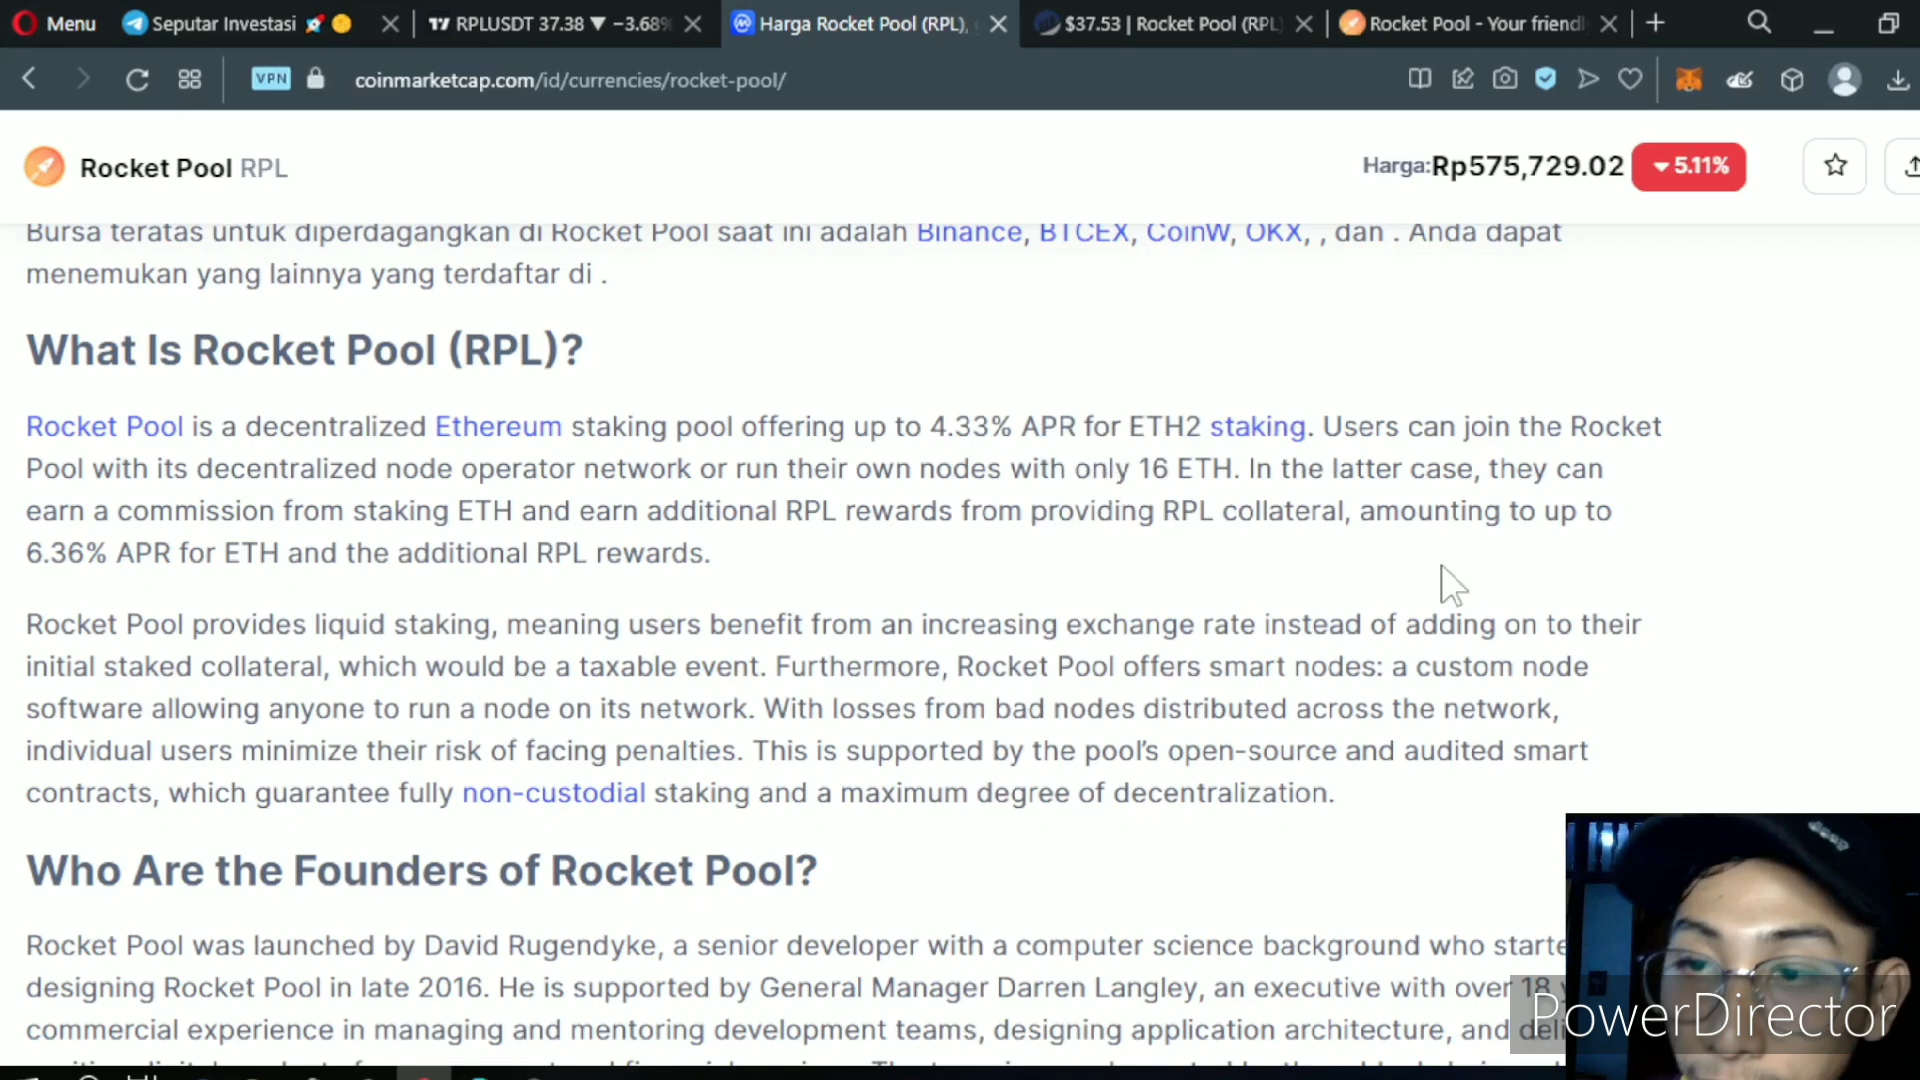 Menu Seputar Investasi RPLUSDT 37.38 ▼ −3.68% Harga Rocket Pool (RPL), $37.53 | Rocket Pool (RPL) Rocket Pool - Your friendl
VPN coinmarketcap.com/id/currencies/rocket-pool/
Rocket Pool RPL Harga:Rp575,729.02 5.11%
Bursa teratas untuk diperdagangkan di Rocket Pool saat ini adalah Binance, BTCEX, CoinW, OKX, , dan . Anda dapat
menemukan yang lainnya yang terdaftar di .
What Is Rocket Pool (RPL)?
Rocket Pool is a decentralized Ethereum staking pool offering up to 4.33% APR for ETH2 staking. Users can join the Rocket
Pool with its decentralized node operator network or run their own nodes with only 16 ETH. In the latter case, they can
earn a commission from staking ETH and earn additional RPL rewards from providing RPL collateral, amounting to up to
6.36% APR for ETH and the additional RPL rewards.
Rocket Pool provides liquid staking, meaning users benefit from an increasing exchange rate instead of adding on to their
initial staked collateral, which would be a taxable event. Furthermore, Rocket Pool offers smart nodes: a custom node
software allowing anyone to run a node on its network. With losses from bad nodes distributed across the network,
individual users minimize their risk of facing penalties. This is supported by the pool's open-source and audited smart
contracts, which guarantee fully non-custodial staking and a maximum degree of decentralization.
Who Are the Founders of Rocket Pool?
Rocket Pool was launched by David Rugendyke, a senior developer with a computer science background who starte
designing Rocket Pool in late 2016. He is supported by General Manager Darren Langley, an executive with over 18
commercial experience in managing and mentoring development teams, designing application architecture, and deli
PowerDirector